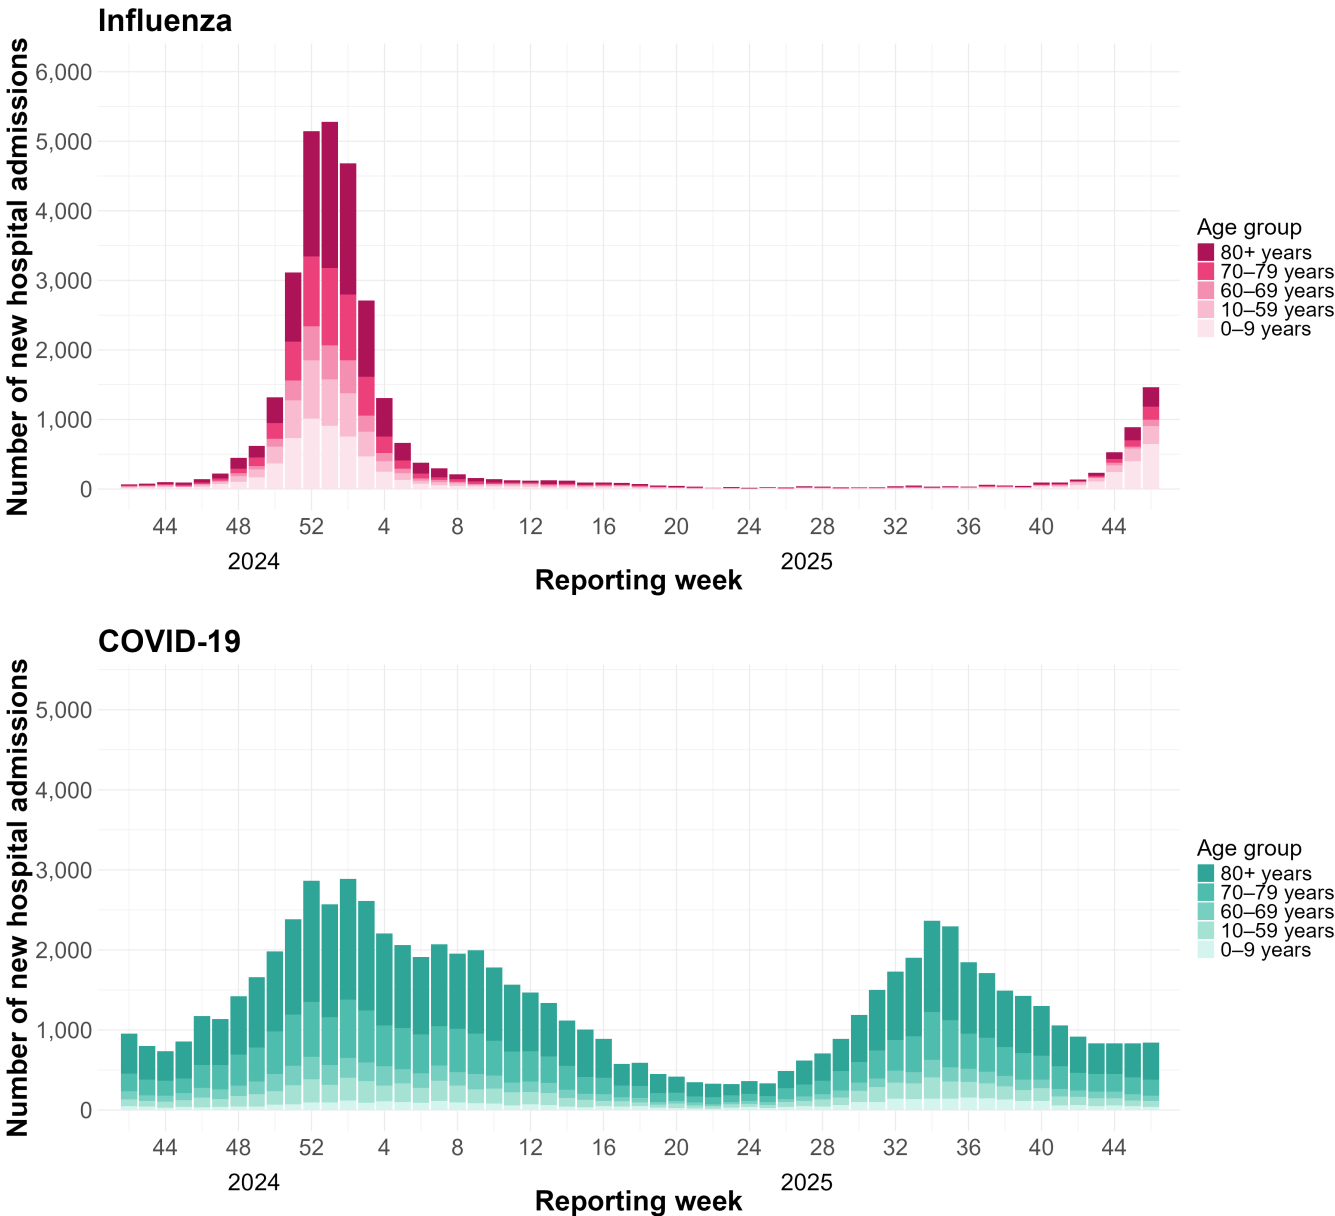 Influenza
Number of new hospital admissions
6,000
5,000
4,000
3,000
2,000
1,000
0
44 48 52 4 8 12 16 20 24 28 32 36 40 44
2024 2025
Reporting week
Age group
80+ years
70–79 years
60–69 years
10–59 years
0–9 years
COVID-19
Number of new hospital admissions
5,000
4,000
3,000
2,000
1,000
0
44 48 52 4 8 12 16 20 24 28 32 36 40 44
2024 2025
Reporting week
Age group
80+ years
70–79 years
60–69 years
10–59 years
0–9 years